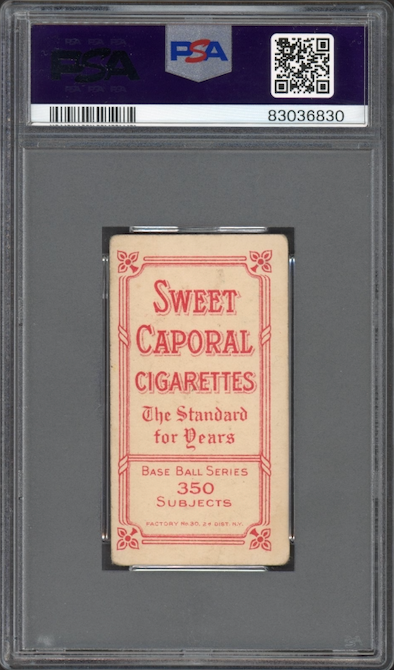 PSA
PSA
83036830
SWEET
CAPORAL
CIGARETTES
The Standard
for Years
BASE BALL SERIES
350
SUBJECTS
FACTORY No 30, 2d DIST. N.Y.